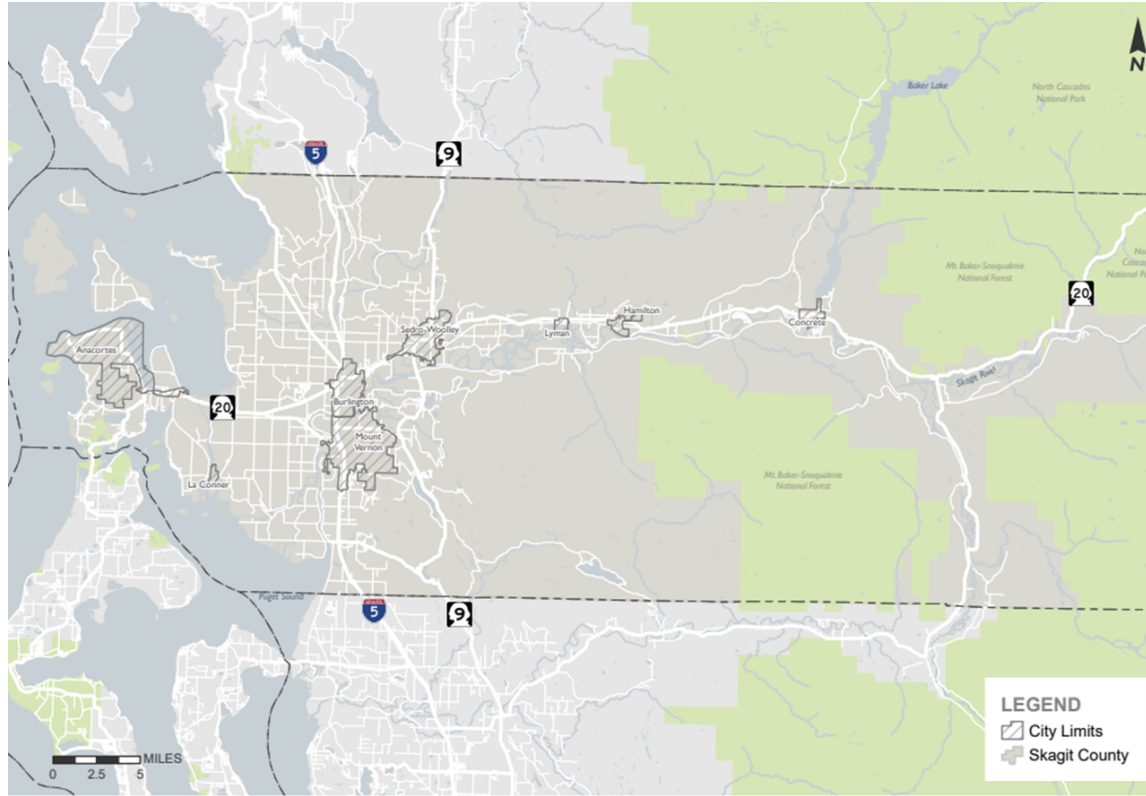 N
Baker Lake
North Cascades
National Park
5
9
Mt. Baker-Snoqualmie
National Forest
20
Hamilton
Sedro-Woolley
Lyman
Concrete
Anacortes
Skagit River
20
Burlington
Mount
Vernon
La Conner
Mt. Baker-Snoqualmie
National Forest
Puget Sound
5
9
LEGEND
City Limits
Skagit County
MILES
0 2.5 5